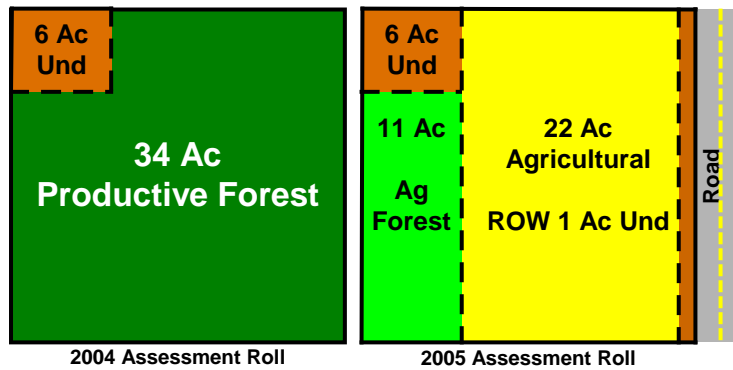 6 Ac
Und
34 Ac
Productive Forest
2004 Assessment Roll
6 Ac
Und
11 Ac
Ag
Forest
22 Ac
Agricultural
ROW 1 Ac Und
Road
2005 Assessment Roll